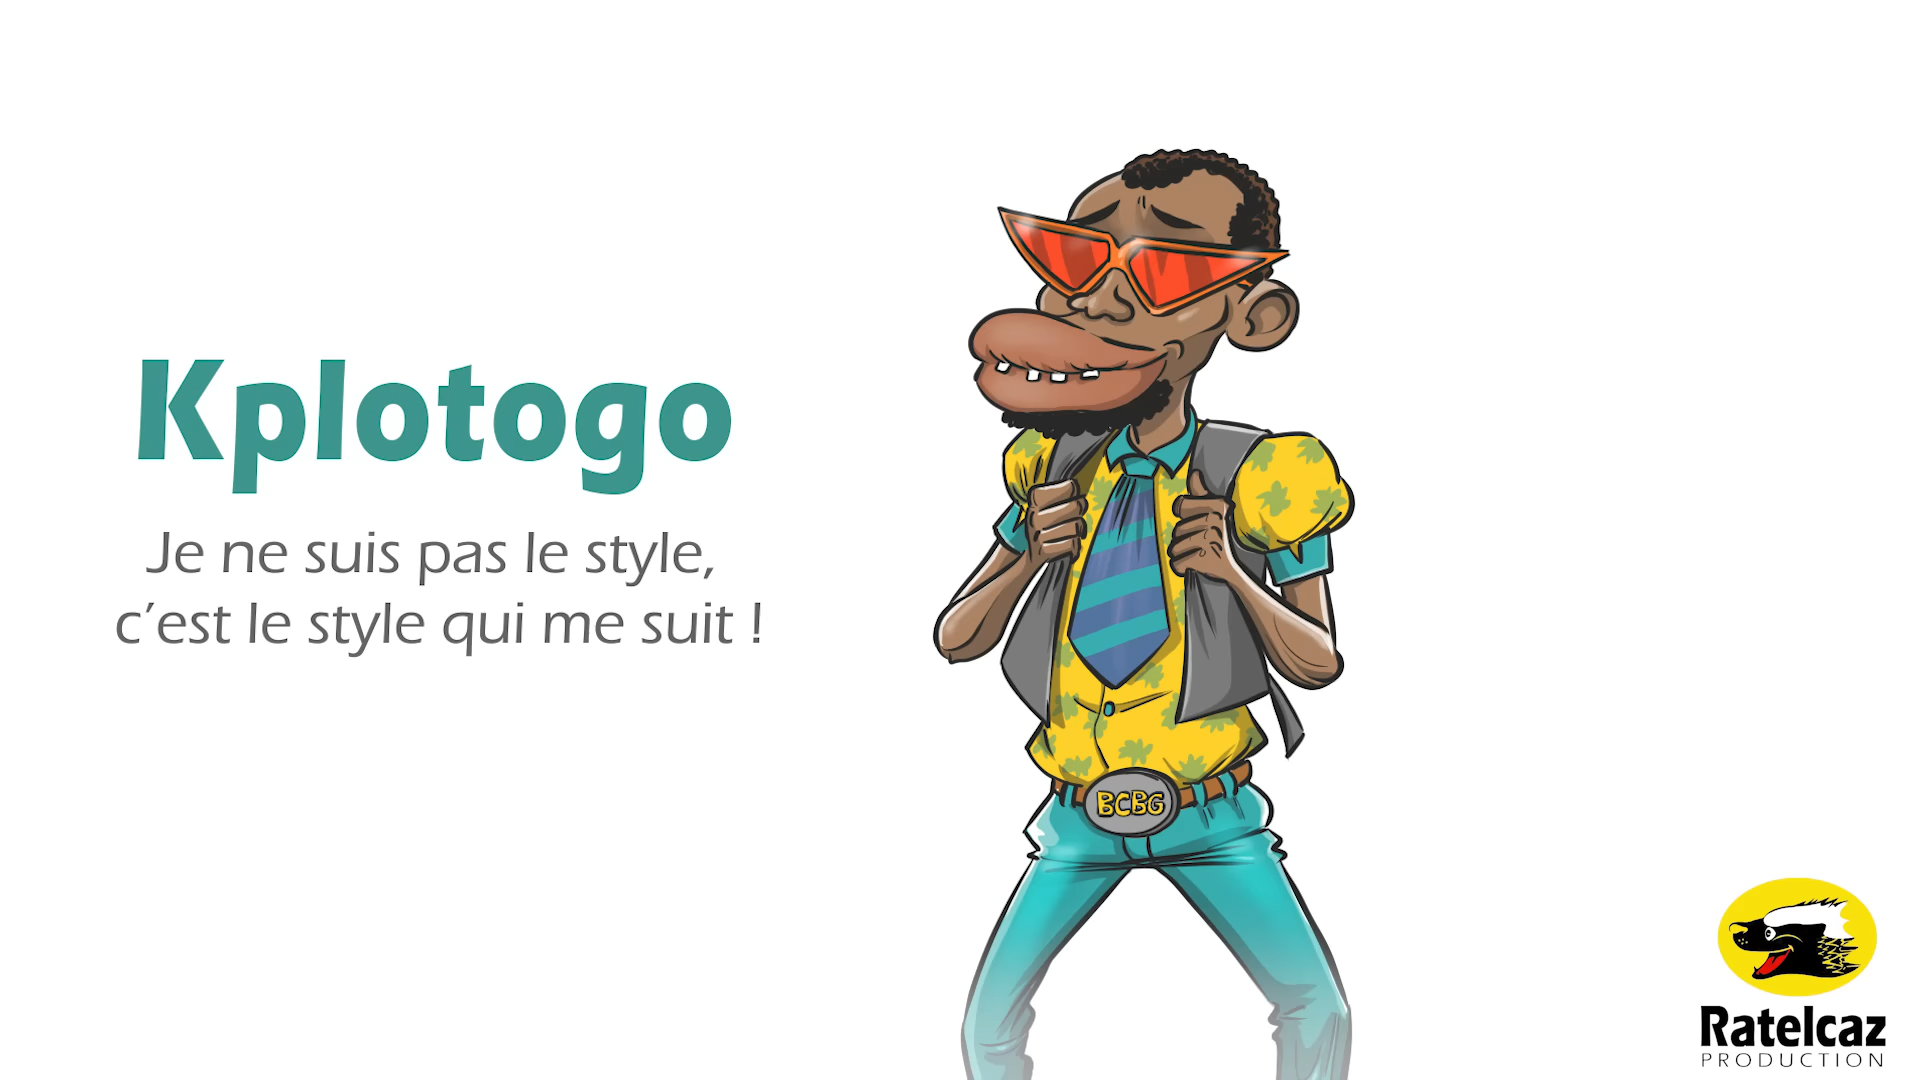 Kplotogo
Je ne suis pas le style,
c’est le style qui me suit !
BCBG
Ratelcaz
PRODUCTION